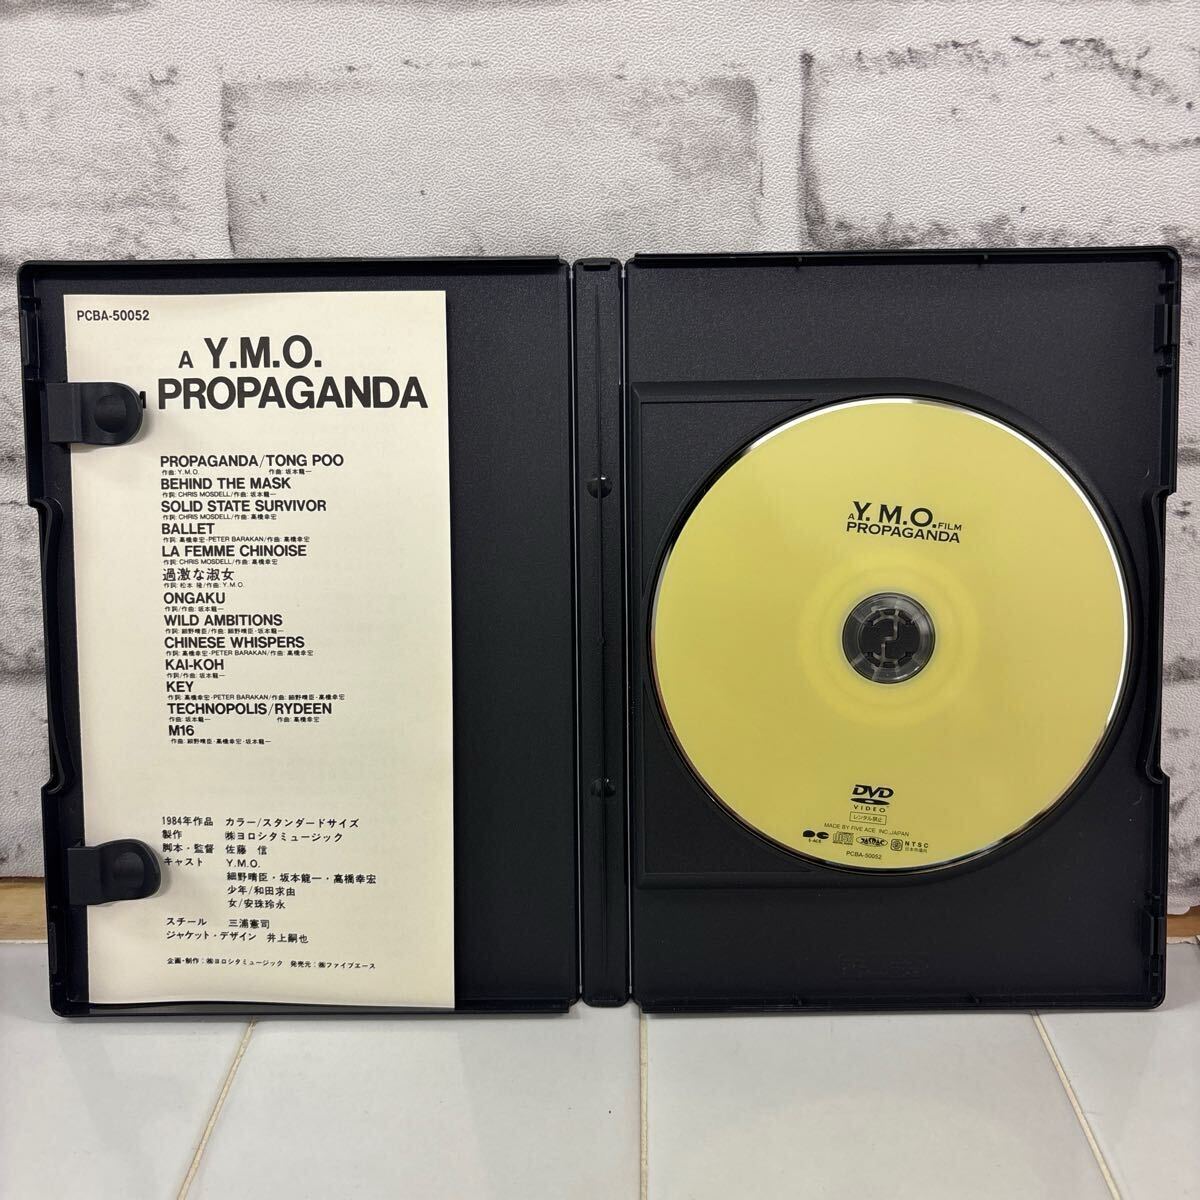 PCBA-50052
A Y.M.O.
PROPAGANDA
PROPAGANDA/TONG POO
作曲: Y.M.O. 作曲: 坂本龍一
BEHIND THE MASK
作詞: CHRIS MOSDELL/作曲: 坂本龍一
SOLID STATE SURVIVOR
作詞: CHRIS MOSDELL/作曲: 高橋幸宏
BALLET
作詞: 高橋幸宏・PETER BARAKAN/作曲: 高橋幸宏
LA FEMME CHINOISE
作詞: CHRIS MOSDELL/作曲: 高橋幸宏
過激な淑女
作詞: 松本 隆/作曲: Y.M.O.
ONGAKU
作詞/作曲: 坂本龍一
WILD AMBITIONS
作詞: 細野晴臣/作曲: 細野晴臣・坂本龍一
CHINESE WHISPERS
作詞: 高橋幸宏・PETER BARAKAN/作曲: 高橋幸宏
KAI-KOH
作詞/作曲: 坂本龍一
KEY
作詞: 高橋幸宏・PETER BARAKAN/作曲: 細野晴臣・高橋幸宏
TECHNOPOLIS/RYDEEN
作曲: 坂本龍一 作曲: 高橋幸宏
M16
作曲: 細野晴臣・高橋幸宏・坂本龍一
1984年作品 カラー/スタンダードサイズ
製作 ㈱ヨロシタミュージック
脚本・監督 佐藤 信
キャスト Y.M.O.
細野晴臣・坂本龍一・高橋幸宏
少年/和田求由
女/安珠玲永
スチール 三浦憲司
ジャケット・デザイン 井上嗣也
企画・制作:㈱ヨロシタミュージック 発売元:㈱ファイブエース
A Y.M.O. FILM
PROPAGANDA
DVD
VIDEO
レンタル禁止
MADE BY FIVE ACE INC., JAPAN
5-ACE
JASRAC
NTSC
日本市場向
PCBA-50052